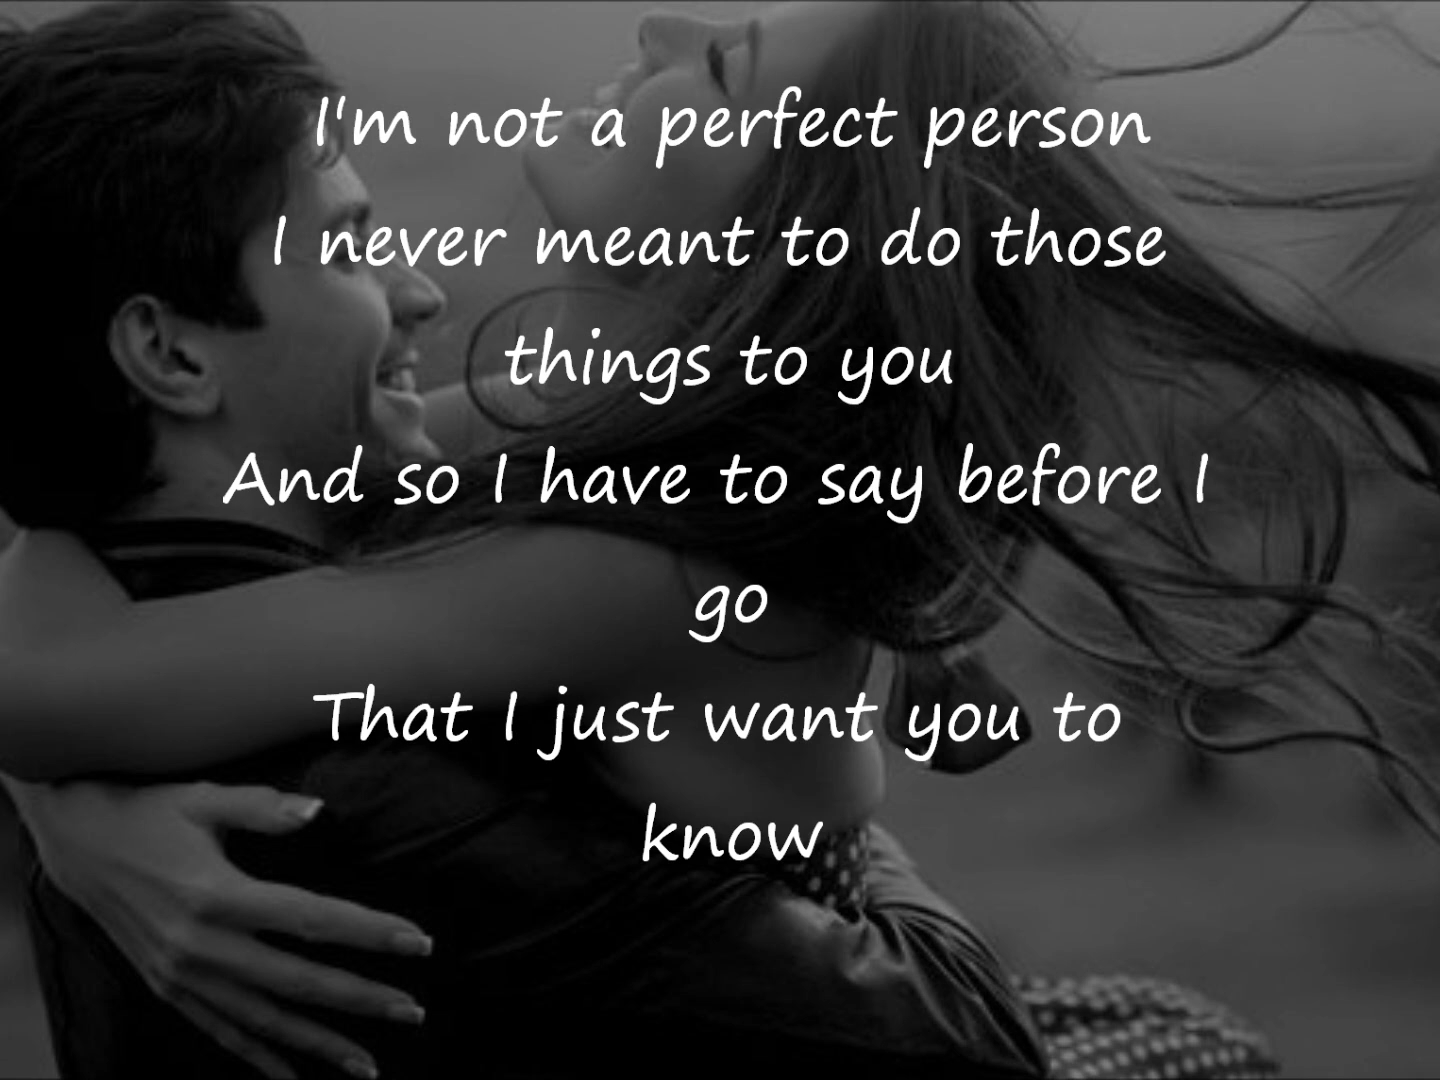 I'm not a perfect person
I never meant to do those
things to you
And so I have to say before I
go
That I just want you to
know